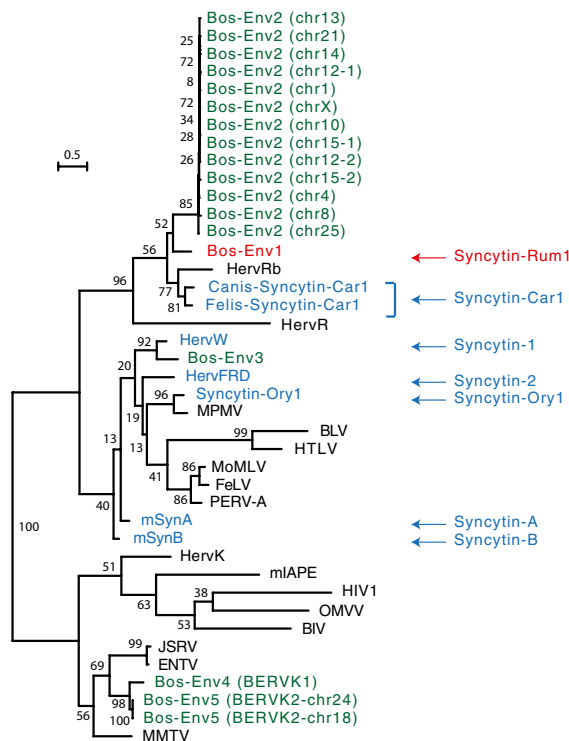 Bos-Env2 (chr13)
Bos-Env2 (chr21)
25
Bos-Env2 (chr14)
72
Bos-Env2 (chr12-1)
8
Bos-Env2 (chr1)
72
Bos-Env2 (chrX)
34
Bos-Env2 (chr10)
28
Bos-Env2 (chr15-1)
0.5
26
Bos-Env2 (chr12-2)
Bos-Env2 (chr15-2)
Bos-Env2 (chr4)
85
Bos-Env2 (chr8)
52
Bos-Env2 (chr25)
56
Bos-Env1
Syncytin-Rum1
HervRb
96
77
Canis-Syncytin-Car1
81
Felis-Syncytin-Car1
Syncytin-Car1
HervR
92
HervW
Syncytin-1
Bos-Env3
20
HervFRD
Syncytin-2
96
Syncytin-Ory1
Syncytin-Ory1
19
MPMV
13
13
99
BLV
HTLV
41
86
MoMLV
FeLV
86
PERV-A
40
mSynA
Syncytin-A
100
mSynB
Syncytin-B
51
HervK
mIAPE
63
38
HIV1
OMVV
53
BIV
99
JSRV
69
ENTV
Bos-Env4 (BERVK1)
98
Bos-Env5 (BERVK2-chr24)
56
100
Bos-Env5 (BERVK2-chr18)
MMTV